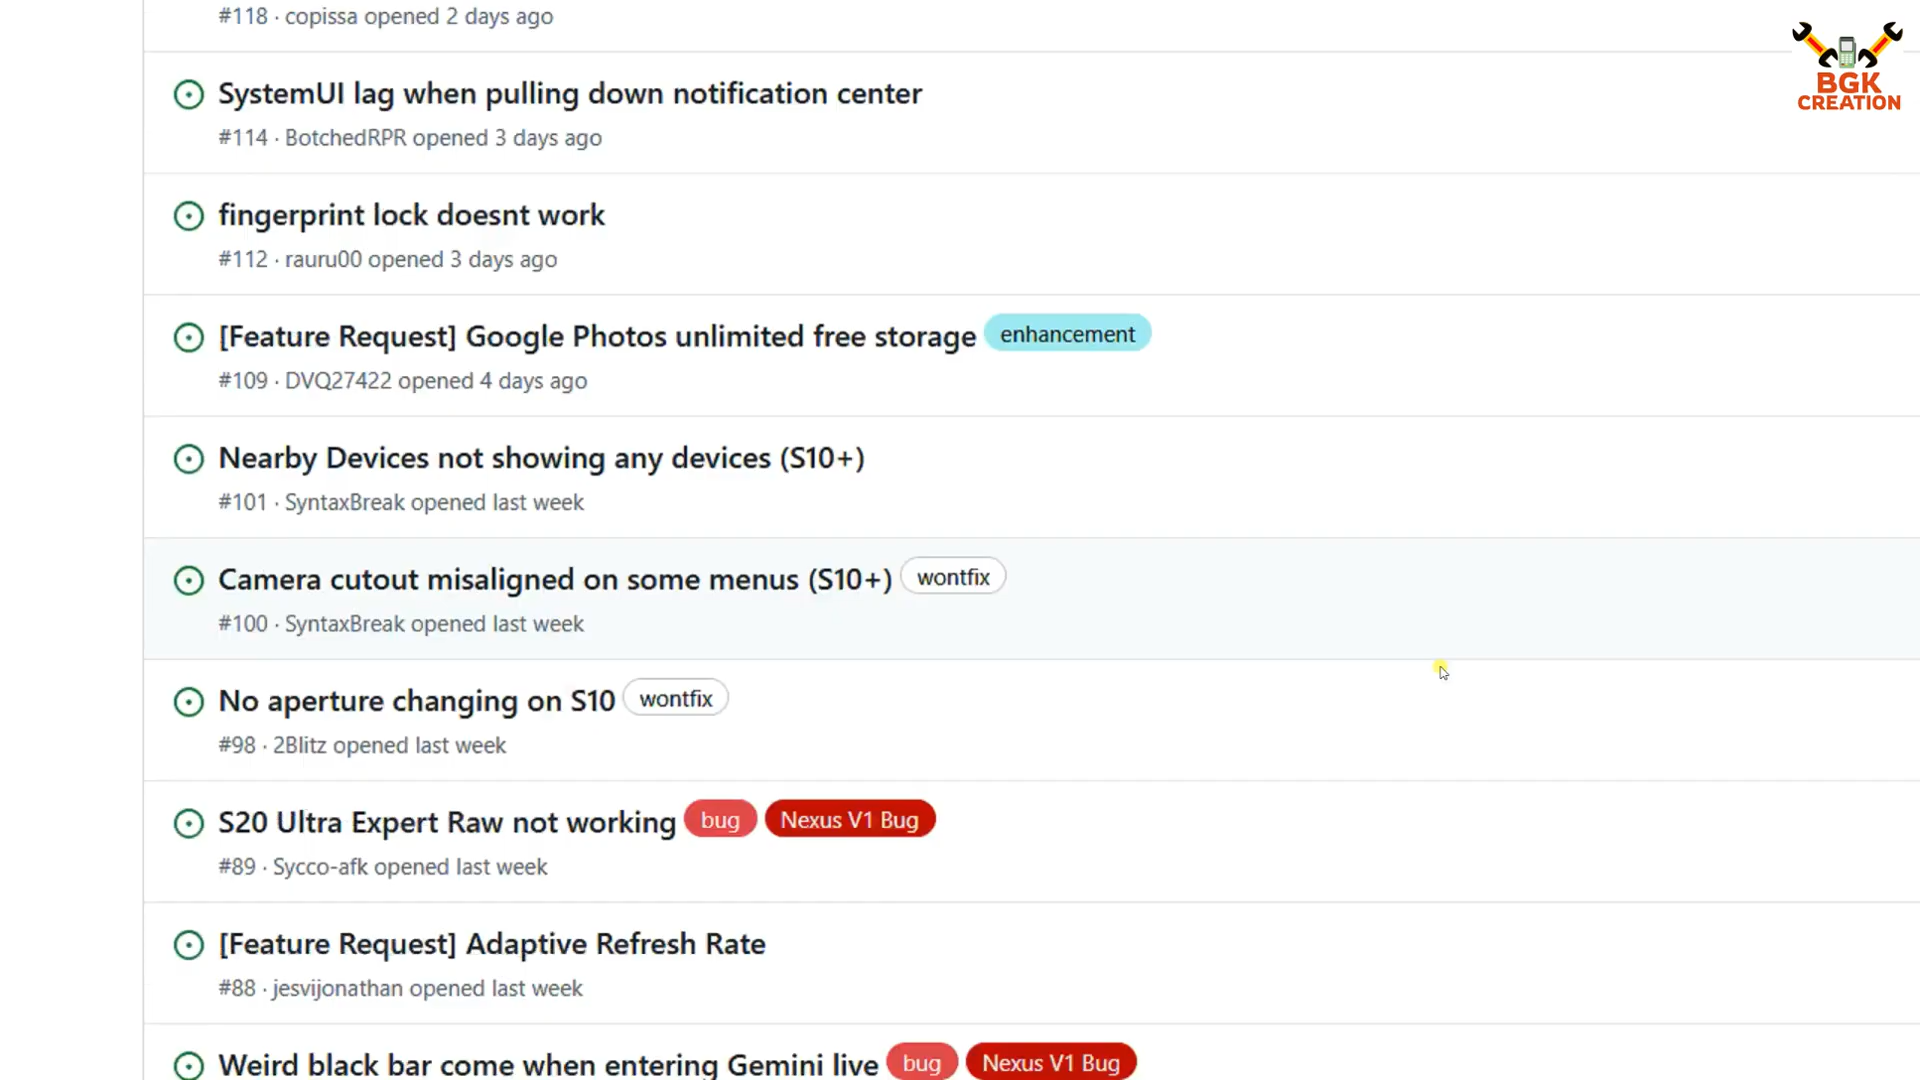 #118 · copissa opened 2 days ago
BGK
CREATION
SystemUI lag when pulling down notification center
#114 · BotchedRPR opened 3 days ago
fingerprint lock doesnt work
#112 · rauru00 opened 3 days ago
[Feature Request] Google Photos unlimited free storage enhancement
#109 · DVQ27422 opened 4 days ago
Nearby Devices not showing any devices (S10+)
#101 · SyntaxBreak opened last week
Camera cutout misaligned on some menus (S10+) wontfix
#100 · SyntaxBreak opened last week
No aperture changing on S10 wontfix
#98 · 2Blitz opened last week
S20 Ultra Expert Raw not working bug Nexus V1 Bug
#89 · Sycco-afk opened last week
[Feature Request] Adaptive Refresh Rate
#88 · jesvijonathan opened last week
Weird black bar come when entering Gemini live bug Nexus V1 Bug